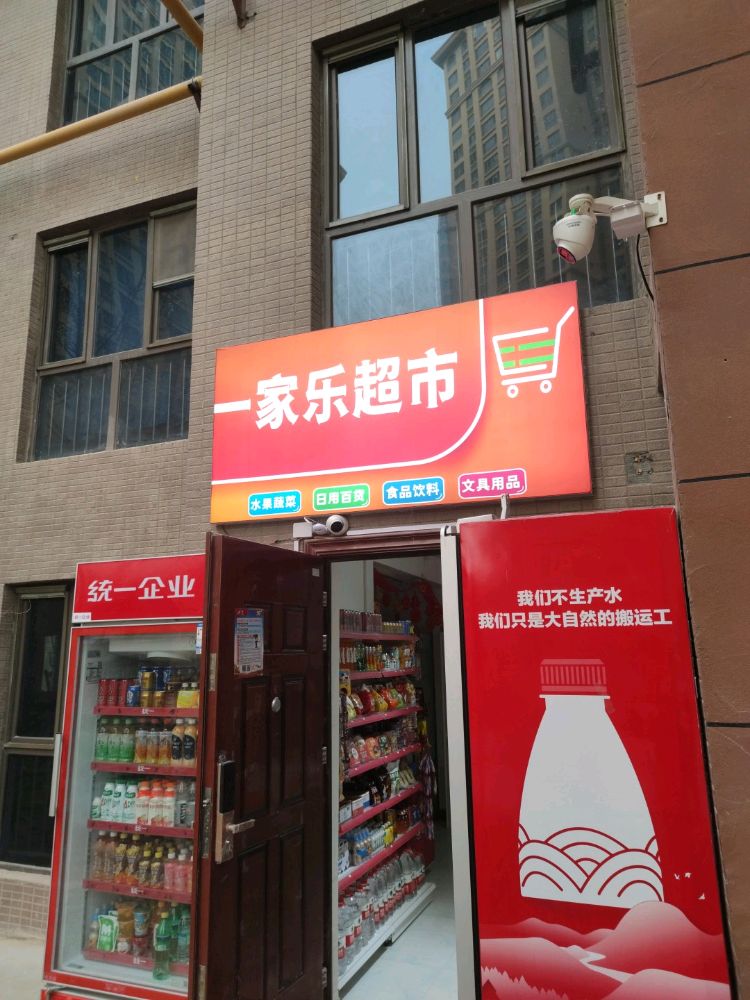 一家乐超市
水果蔬菜 日用百货 食品饮料 文具用品
统一企业
我们不生产水
我们只是大自然的搬运工
统一